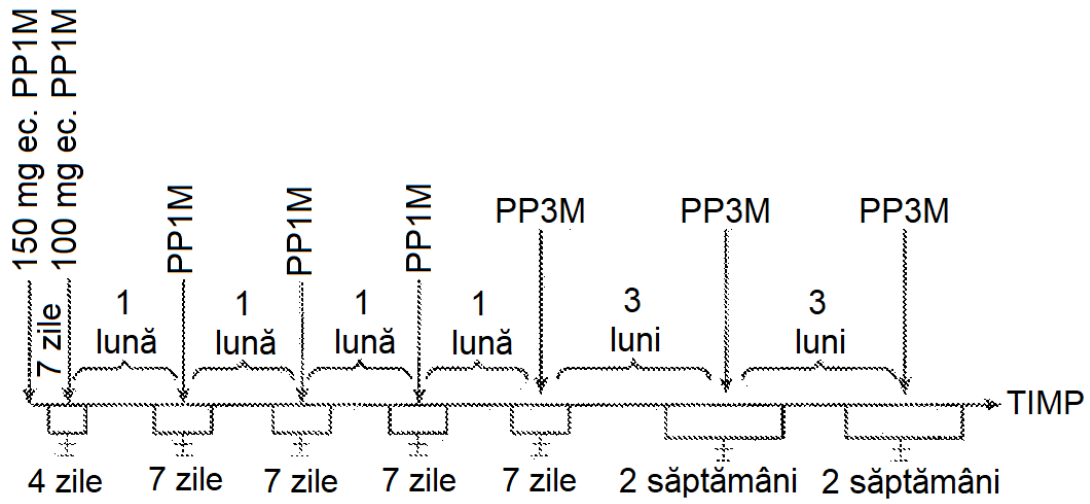 150 mg ec. PP1M
7 zile
100 mg ec. PP1M
PP1M
PP1M
PP1M
PP3M
PP3M
PP3M
1
lună
1
lună
1
lună
1
lună
3
luni
3
luni
TIMP
±
4 zile
±
7 zile
±
7 zile
±
7 zile
±
7 zile
±
2 săptămâni
±
2 săptămâni